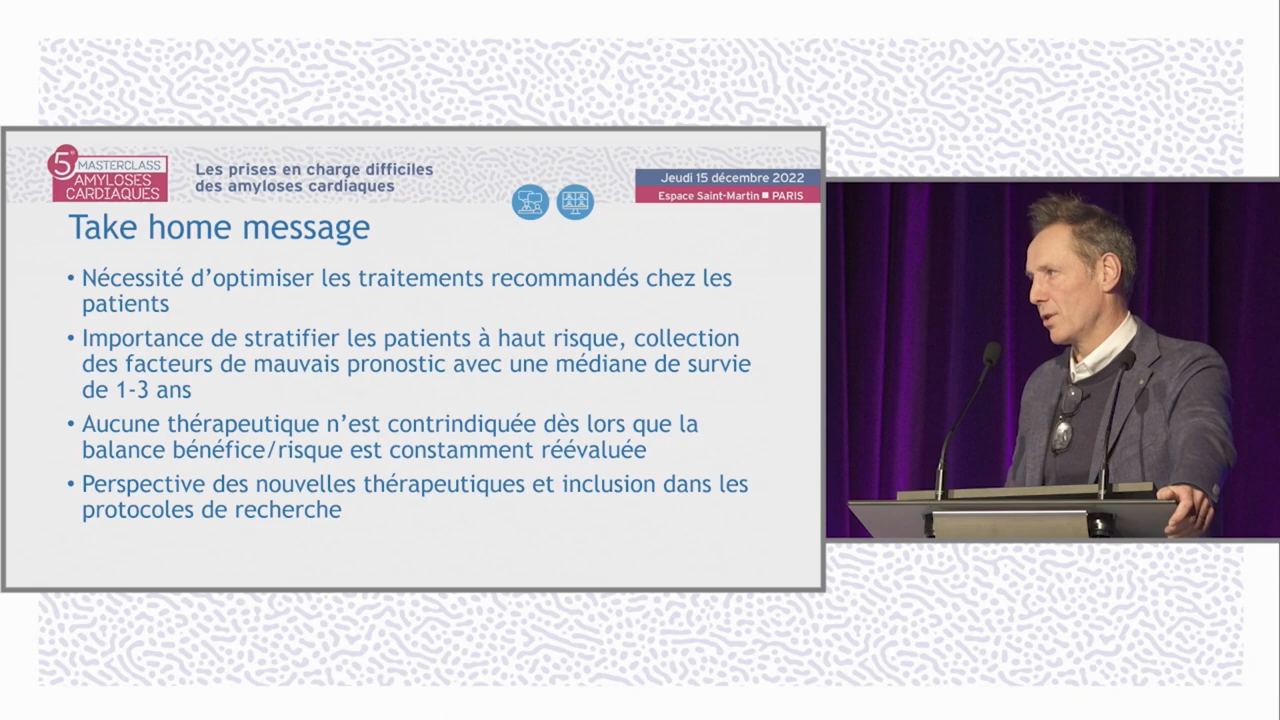 5e MASTERCLASS
AMYLOSES
CARDIAQUES
Les prises en charge difficiles
des amyloses cardiaques
Jeudi 15 décembre 2022
Espace Saint-Martin ■ PARIS
Take home message
• Nécessité d’optimiser les traitements recommandés chez les
patients
• Importance de stratifier les patients à haut risque, collection
des facteurs de mauvais pronostic avec une médiane de survie
de 1-3 ans
• Aucune thérapeutique n’est contrindiquée dès lors que la
balance bénéfice/risque est constamment réévaluée
• Perspective des nouvelles thérapeutiques et inclusion dans les
protocoles de recherche